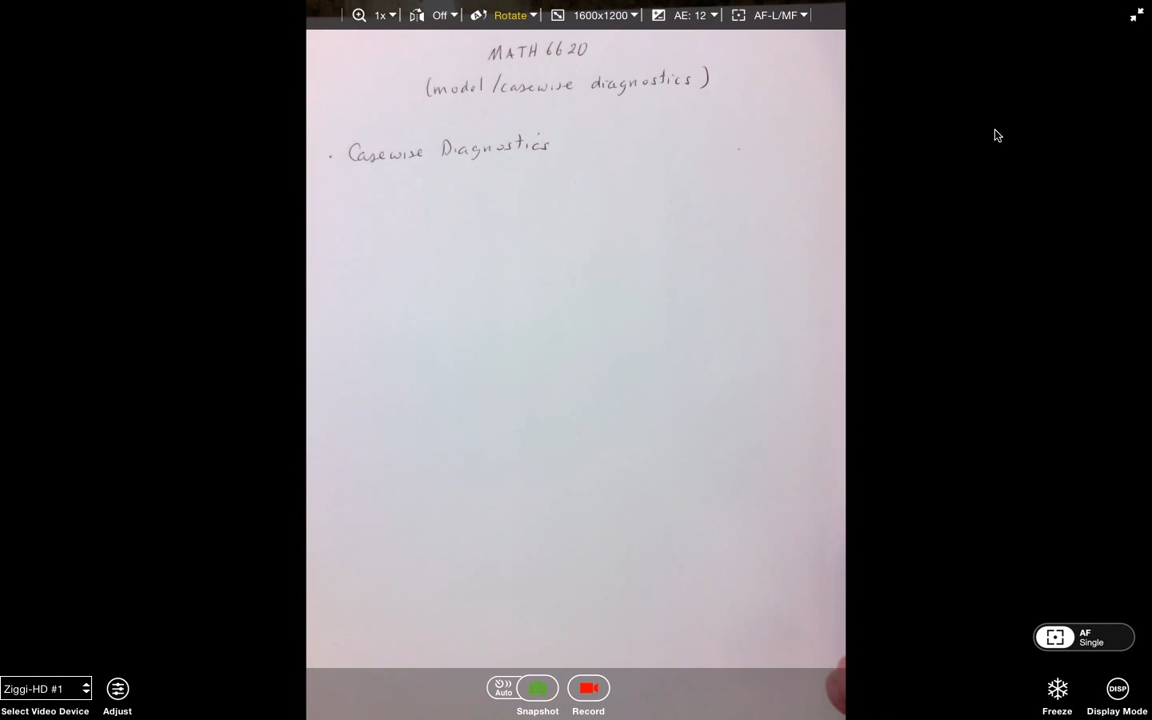 1x Off Rotate 1600x1200 AE: 12 AF-L/MF
MATH 6620
(model/casewise diagnostics)
· Casewise Diagnostics
AF
Single
Ziggi-HD #1
Select Video Device
Adjust
Auto
Snapshot
Record
Freeze
DISP
Display Mode